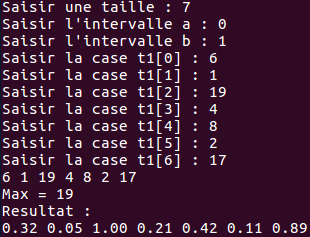 Saisir une taille : 7
Saisir l'intervalle a : 0
Saisir l'intervalle b : 1
Saisir la case t1[0] : 6
Saisir la case t1[1] : 1
Saisir la case t1[2] : 19
Saisir la case t1[3] : 4
Saisir la case t1[4] : 8
Saisir la case t1[5] : 2
Saisir la case t1[6] : 17
6 1 19 4 8 2 17
Max = 19
Resultat :
0.32 0.05 1.00 0.21 0.42 0.11 0.89